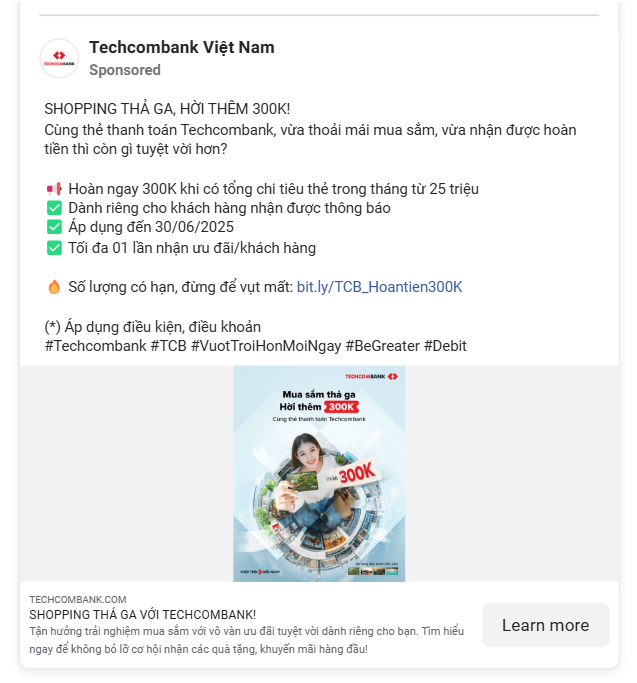 Techcombank Việt Nam
TECHCOMBANK
Sponsored
SHOPPING THẢ GA, HỜI THÊM 300K!
Cùng thẻ thanh toán Techcombank, vừa thoải mái mua sắm, vừa nhận được hoàn
tiền thì còn gì tuyệt vời hơn?
Hoàn ngay 300K khi có tổng chi tiêu thẻ trong tháng từ 25 triệu
Dành riêng cho khách hàng nhận được thông báo
Áp dụng đến 30/06/2025
Tối đa 01 lần nhận ưu đãi/khách hàng
Số lượng có hạn, đừng để vụt mất: bit.ly/TCB_Hoantien300K
(*) Áp dụng điều kiện, điều khoản
#Techcombank #TCB #VuotTroiHonMoiNgay #BeGreater #Debit
TECHCOMBANK
Mua sắm thả ga
Hời thêm 300K
Cùng thẻ thanh toán Techcombank
Hoàn 300K
VƯỢT TRỘI MỖI NGÀY
TECHCOMBANK.COM
SHOPPING THẢ GA VỚI TECHCOMBANK!
Tận hưởng trải nghiệm mua sắm với vô vàn ưu đãi tuyệt vời dành riêng cho bạn. Tìm hiểu
ngay để không bỏ lỡ cơ hội nhận các quà tặng, khuyến mãi hàng đầu!
Learn more